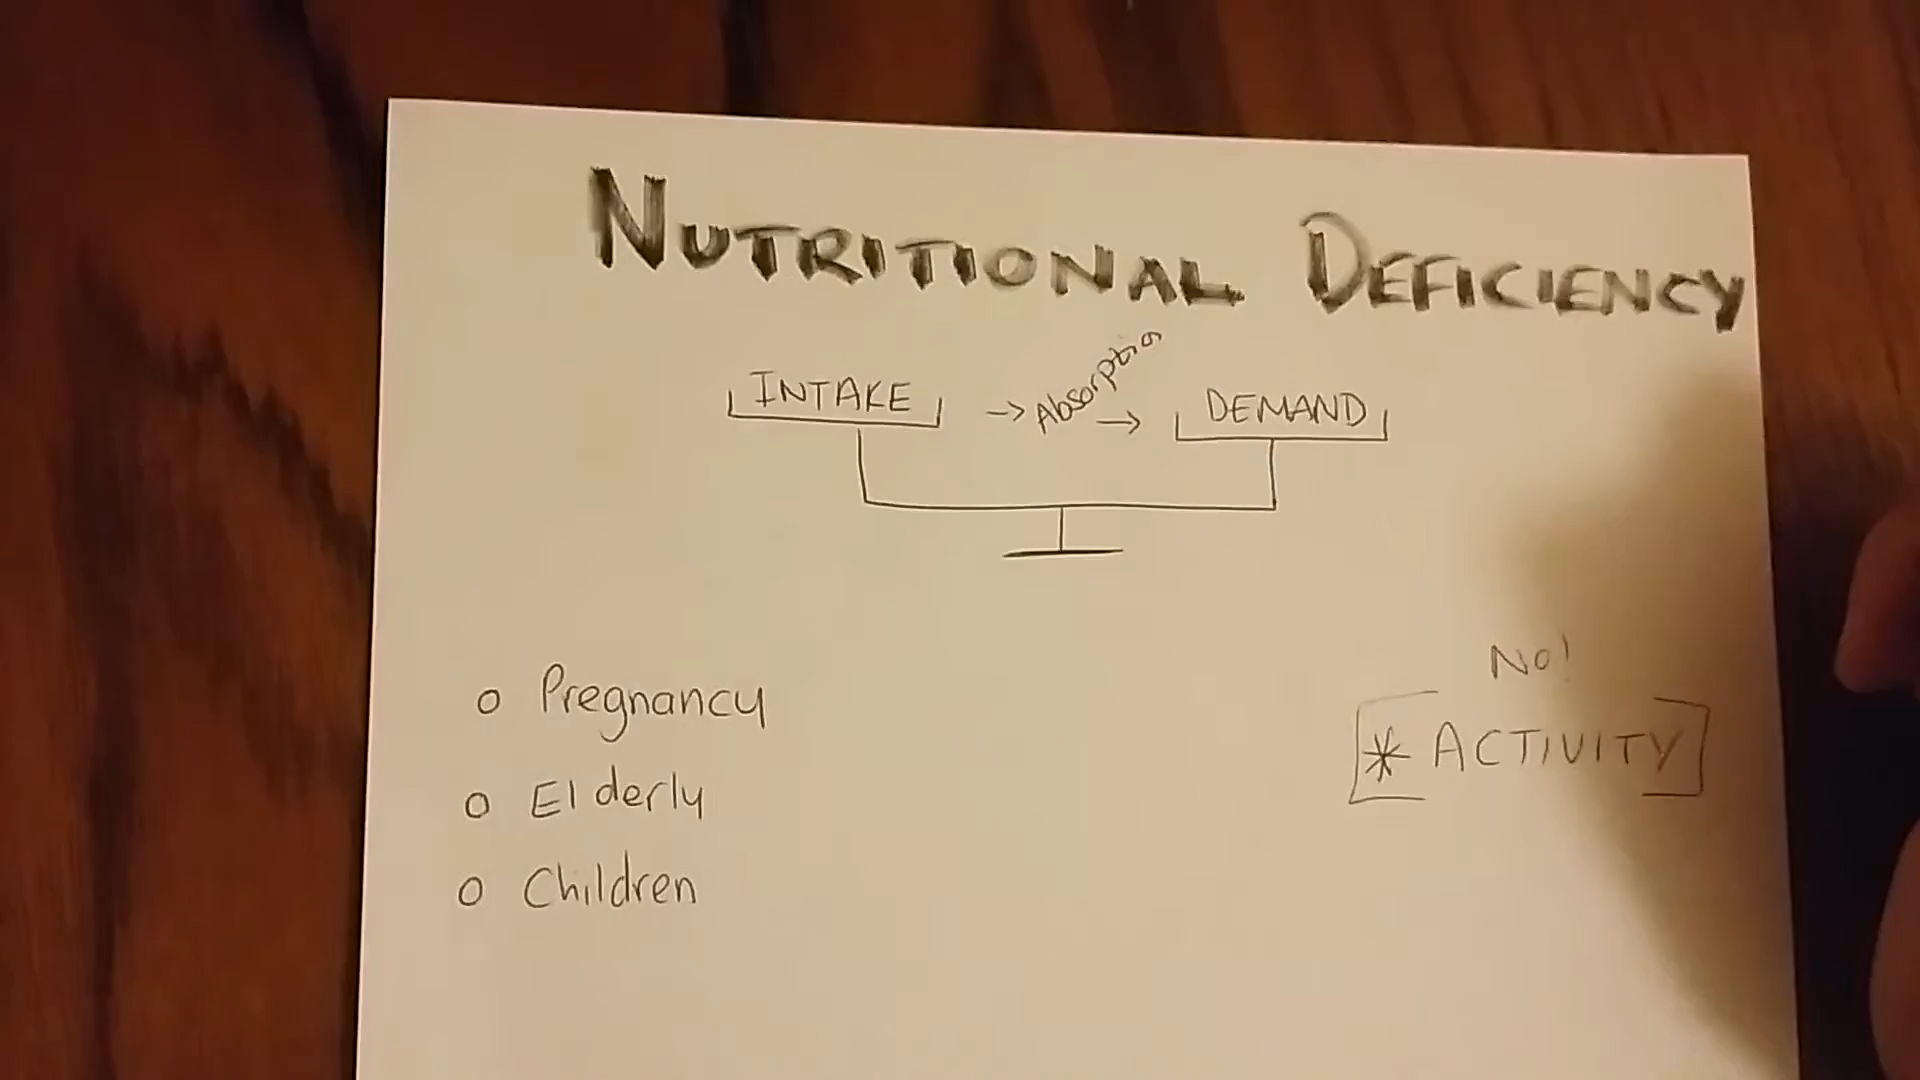 NUTRITIONAL DEFICIENCY
INTAKE → Absorption → DEMAND
o Pregnancy
o Elderly
o Children
No!
* ACTIVITY